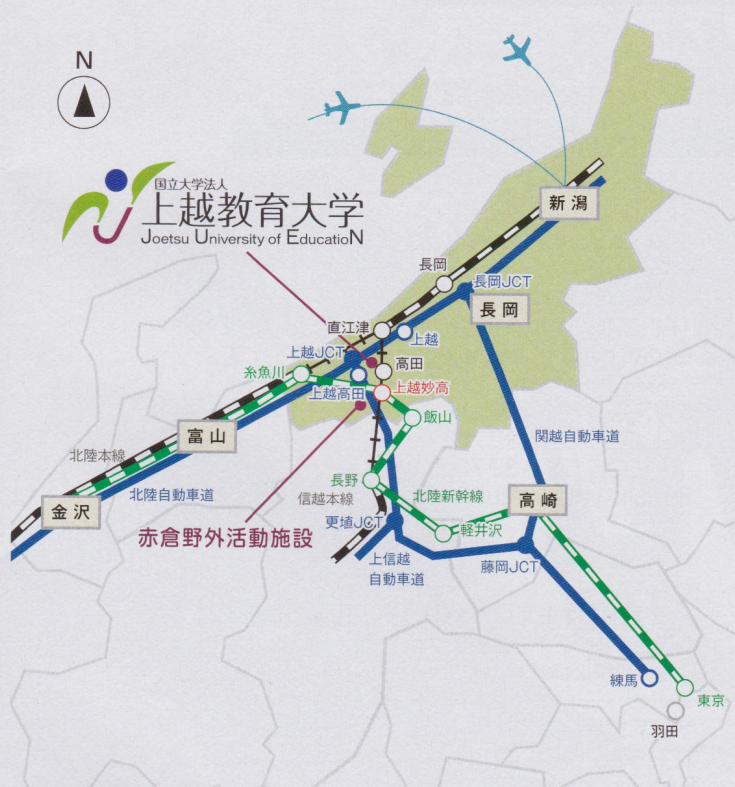 N
国立大学法人
上越教育大学
Joetsu University of EducatioN
新潟
長岡
長岡JCT
長岡
直江津
上越
上越JCT
高田
糸魚川
上越高田
上越妙高
飯山
富山
関越自動車道
北陸本線
長野
北陸自動車道
信越本線
北陸新幹線
高崎
金沢
更埴JCT
軽井沢
赤倉野外活動施設
上信越
自動車道
藤岡JCT
練馬
東京
羽田